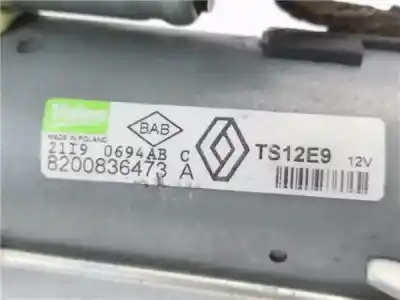 Valeo
MADE IN POLAND
BAB
21I9 0694AB C
8200836473 A
TS12E9
12V